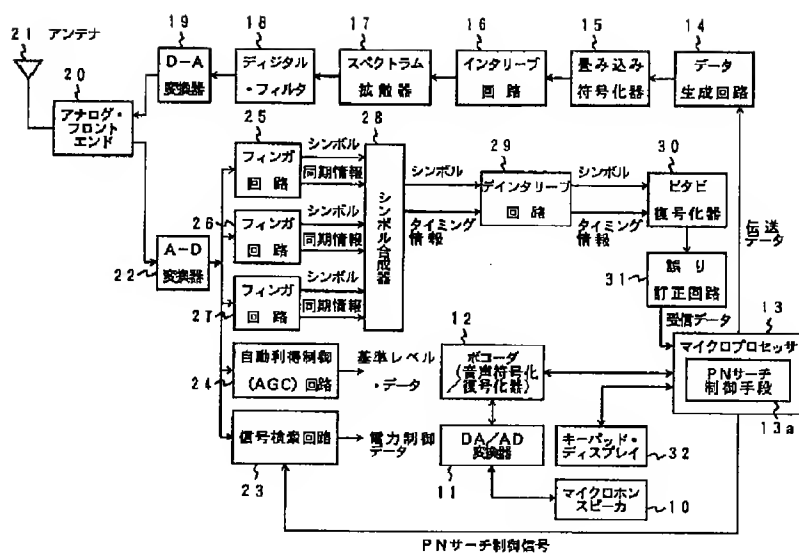 21 アンテナ
19
D-A
変換器
18
ディジタル
・フィルタ
17
スペクトラム
拡散器
16
インタリーブ
回路
15
畳み込み
符号化器
14
データ
生成回路
20
アナログ・
フロント
エンド
25
フィンガ
回路
シンボル
同期情報
26
フィンガ
回路
シンボル
同期情報
27
フィンガ
回路
シンボル
同期情報
28
シンボル合成器
シンボル
タイミング
情報
29
デインタリーブ
回路
シンボル
タイミング
情報
30
ビタビ
復号化器
伝送
データ
22
A-D
変換器
31
誤り
訂正回路
受信データ
13
マイクロプロセッサ
PNサーチ
制御手段
13a
24
自動利得制御
(AGC)回路
基準レベル
・データ
12
ボコーダ
(音声符号化
/復号化器)
23
信号検索回路
電力制御
データ
11
DA/AD
変換器
キーパッド・
ディスプレイ
32
マイクロホン
スピーカ
10
PNサーチ制御信号